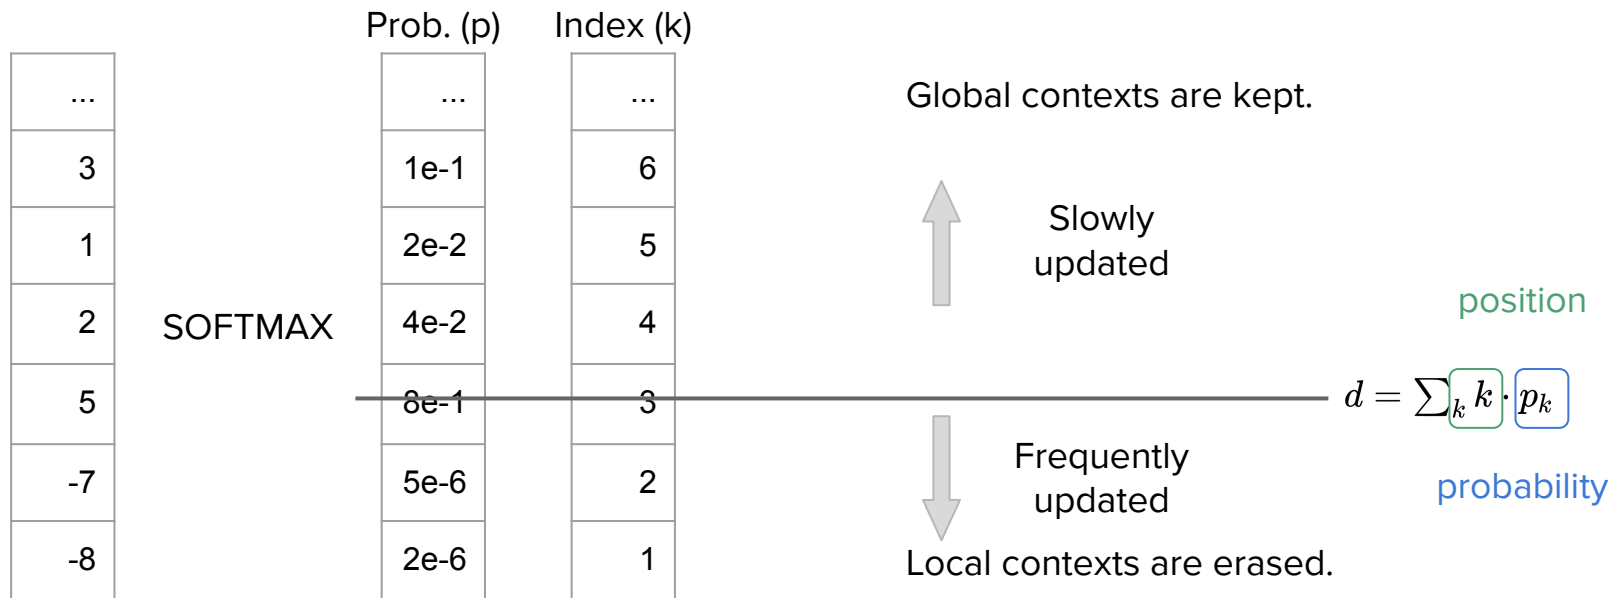 Prob. (p) Index (k)
... ... ... Global contexts are kept.
3 1e-1 6
Slowly
updated
1 2e-2 5
position
2 SOFTMAX 4e-2 4
5 8e-1 3 d = ∑ₖ k · pₖ
Frequently
updated
-7 5e-6 2 probability
-8 2e-6 1 Local contexts are erased.